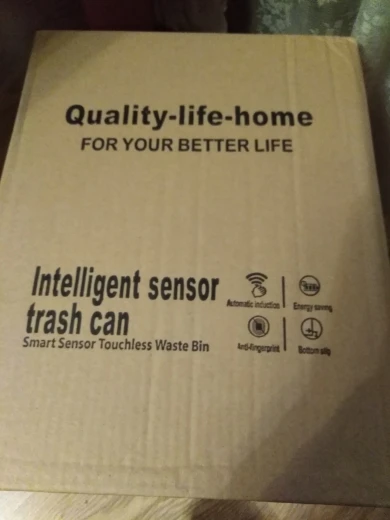 Quality-life-home
FOR YOUR BETTER LIFE
Intelligent sensor
trash can
Smart Sensor Touchless Waste Bin
Automatic induction
Energy saving
Anti-fingerprint
Bottom